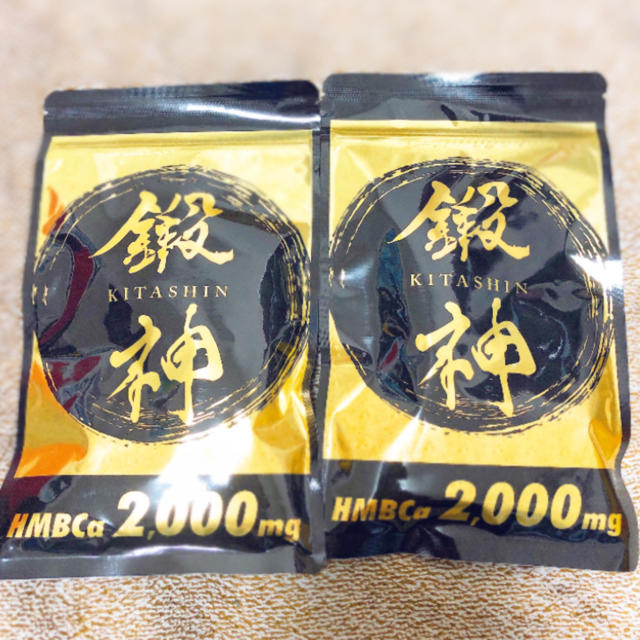 鍛
KITASHIN
神
HMBCa 2,000mg
鍛
KITASHIN
神
HMBCa 2,000mg